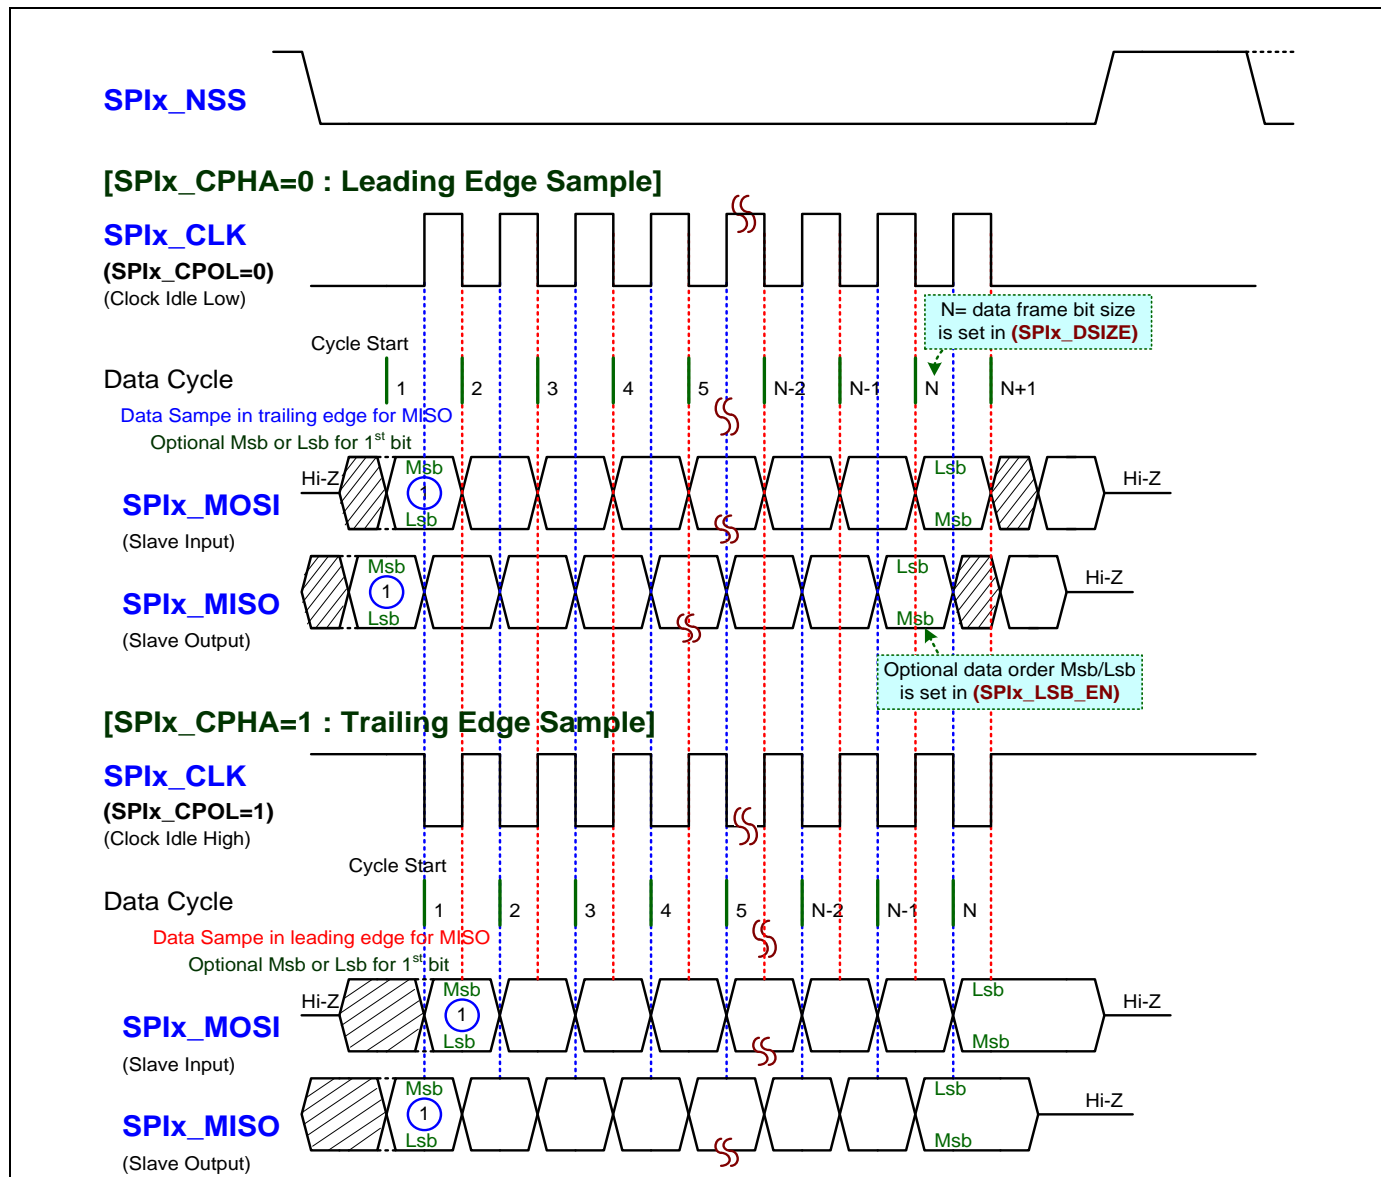 SPIx_NSS
[SPIx_CPHA=0 : Leading Edge Sample]
SPIx_CLK
(SPIx_CPOL=0)
(Clock Idle Low)
N= data frame bit size
is set in (SPIx_DSIZE)
Cycle Start
Data Cycle
1 2 3 4 5 N-2 N-1 N N+1
Data Sampe in trailing edge for MISO
Optional Msb or Lsb for 1st bit
Hi-Z Msb Lsb Hi-Z
1
SPIx_MOSI
Lsb Msb
(Slave Input)
Msb Lsb
Hi-Z
1
SPIx_MISO
Lsb Msb
(Slave Output)
Optional data order Msb/Lsb
is set in (SPIx_LSB_EN)
[SPIx_CPHA=1 : Trailing Edge Sample]
SPIx_CLK
(SPIx_CPOL=1)
(Clock Idle High)
Cycle Start
Data Cycle
1 2 3 4 5 N-2 N-1 N
Data Sampe in leading edge for MISO
Optional Msb or Lsb for 1st bit
Hi-Z Msb Lsb Hi-Z
1
SPIx_MOSI
Lsb Msb
(Slave Input)
Msb Lsb
Hi-Z
1
SPIx_MISO
Lsb Msb
(Slave Output)